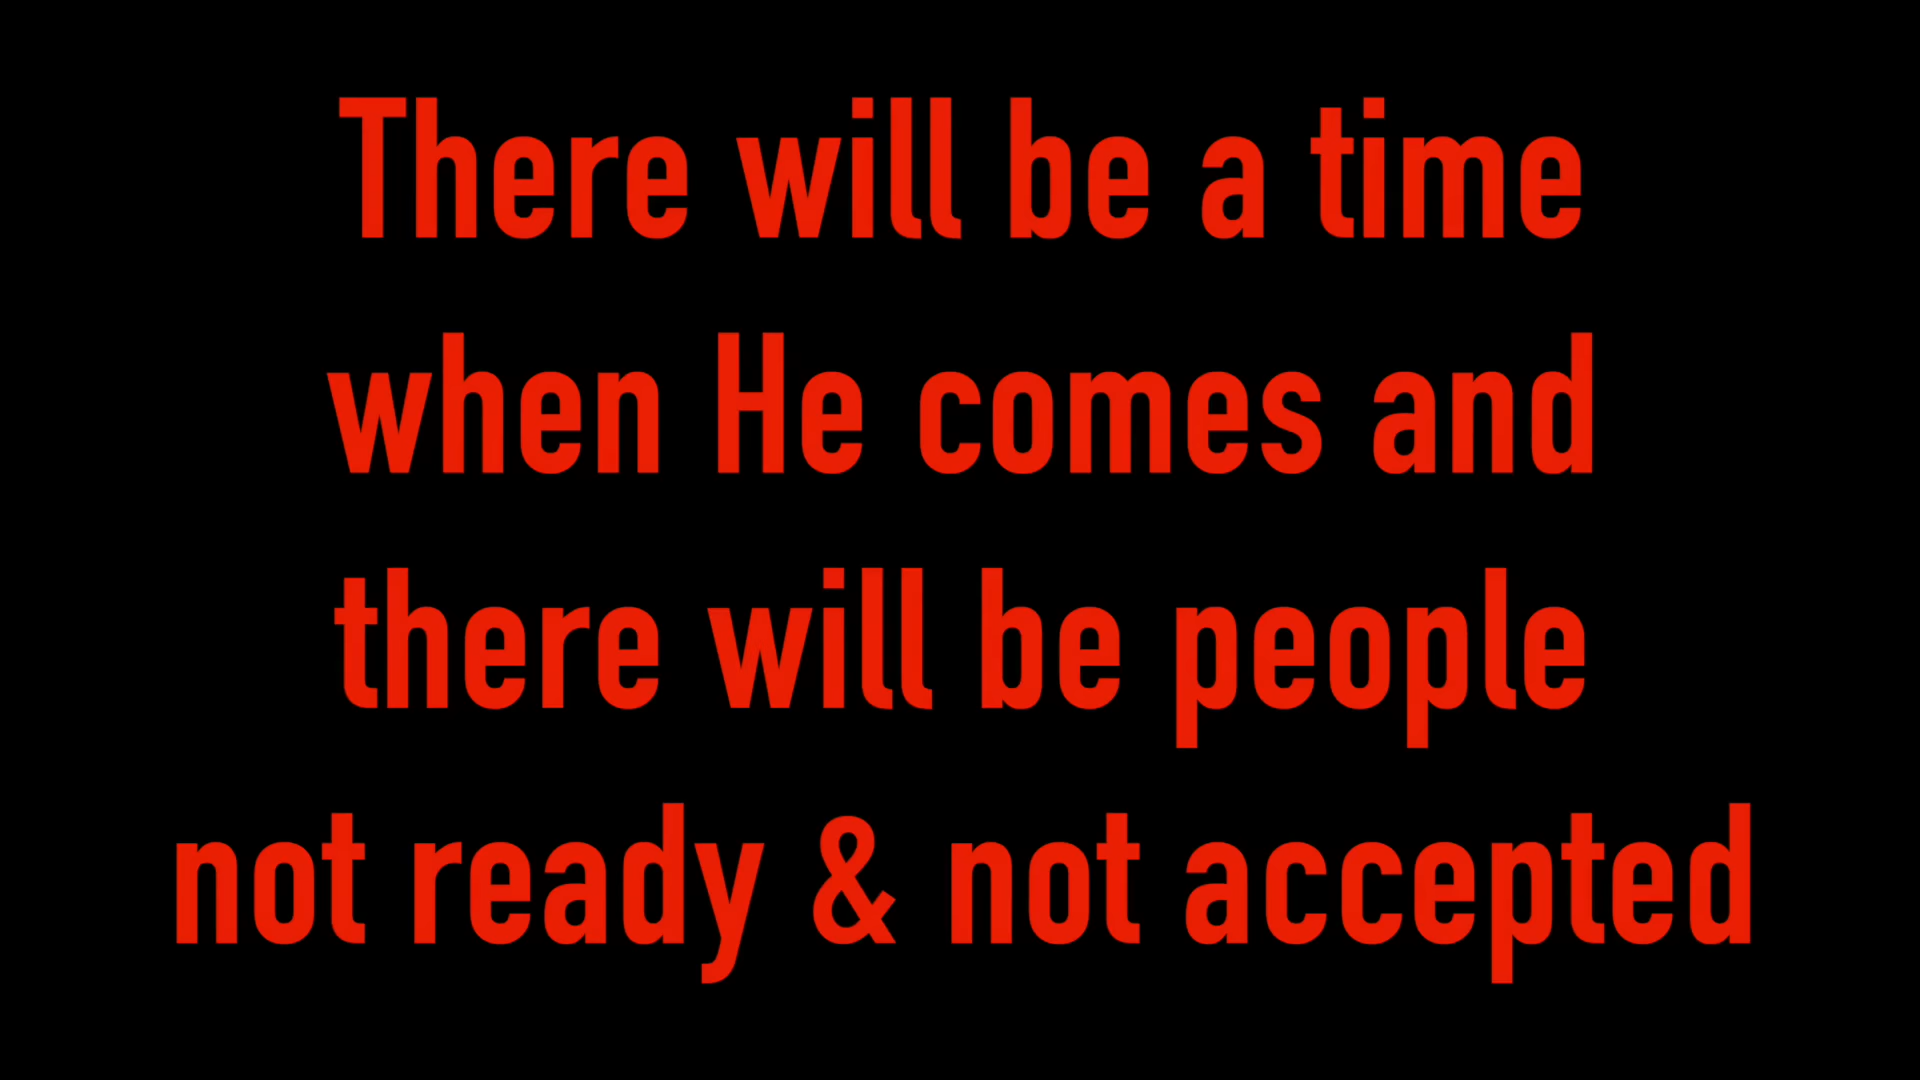 There will be a time
when He comes and
there will be people
not ready & not accepted